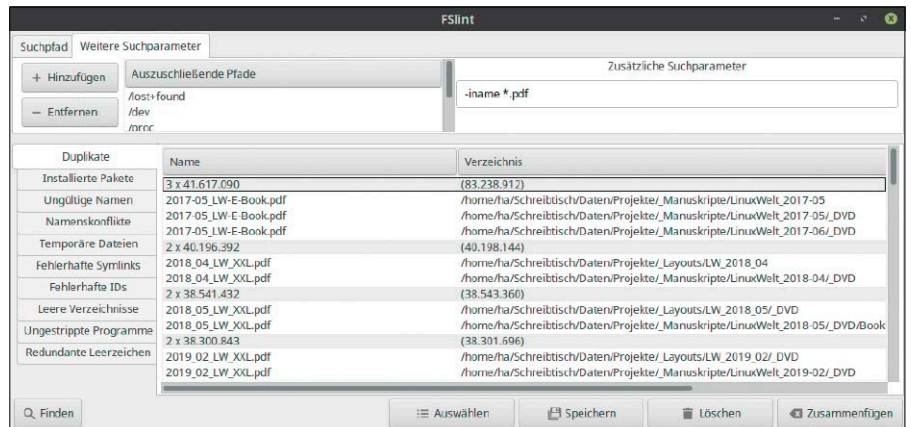 FSlint
Suchpfad Weitere Suchparameter
+ Hinzufügen
− Entfernen
Auszuschließende Pfade
/lost+found
/dev
/proc
Zusätzliche Suchparameter
-iname *.pdf
Duplikate
Installierte Pakete
Ungültige Namen
Namenskonflikte
Temporäre Dateien
Fehlerhafte Symlinks
Fehlerhafte IDs
Leere Verzeichnisse
Ungestrippte Programme
Redundante Leerzeichen
Name Verzeichnis
3 x 41.617.090 (83.238.912)
2017-05_LW-E-Book.pdf /home/ha/Schreibtisch/Daten/Projekte/_Manuskripte/LinuxWelt_2017-05
2017-05_LW-E-Book.pdf /home/ha/Schreibtisch/Daten/Projekte/_Manuskripte/LinuxWelt_2017-05/_DVD
2017-05_LW-E-Book.pdf /home/ha/Schreibtisch/Daten/Projekte/_Manuskripte/LinuxWelt_2017-06/_DVD
2 x 40.196.392 (40.198.144)
2018_04_LW_XXL.pdf /home/ha/Schreibtisch/Daten/Projekte/_Layouts/LW_2018_04
2018_04_LW_XXL.pdf /home/ha/Schreibtisch/Daten/Projekte/_Manuskripte/LinuxWelt_2018-04/_DVD
2 x 38.541.432 (38.543.360)
2018_05_LW_XXL.pdf /home/ha/Schreibtisch/Daten/Projekte/_Layouts/LW_2018_05/_DVD
2018_05_LW_XXL.pdf /home/ha/Schreibtisch/Daten/Projekte/_Manuskripte/LinuxWelt_2018-05/_DVD/Book
2 x 38.300.843 (38.301.696)
2019_02_LW_XXL.pdf /home/ha/Schreibtisch/Daten/Projekte/_Layouts/LW_2019_02/_DVD
2019_02_LW_XXL.pdf /home/ha/Schreibtisch/Daten/Projekte/_Manuskripte/LinuxWelt_2019-02/_DVD
Finden Auswählen Speichern Löschen Zusammenfügen